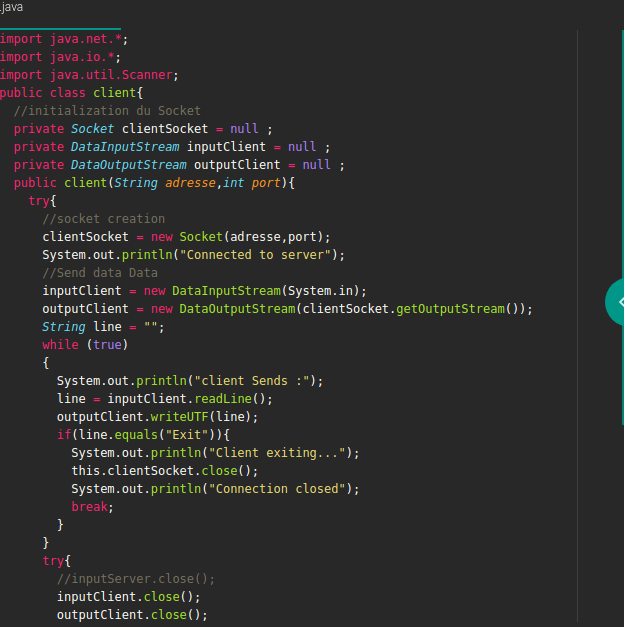 .java
import java.net.*;
import java.io.*;
import java.util.Scanner;
public class client{
//initialization du Socket
private Socket clientSocket = null ;
private DataInputStream inputClient = null ;
private DataOutputStream outputClient = null ;
public client(String adresse,int port){
try{
//socket creation
clientSocket = new Socket(adresse,port);
System.out.println("Connected to server");
//Send data Data
inputClient = new DataInputStream(System.in);
outputClient = new DataOutputStream(clientSocket.getOutputStream());
String line = "";
while (true)
{
System.out.println("client Sends :");
line = inputClient.readLine();
outputClient.writeUTF(line);
if(line.equals("Exit")){
System.out.println("Client exiting...");
this.clientSocket.close();
System.out.println("Connection closed");
break;
}
}
try{
//inputServer.close();
inputClient.close();
outputClient.close();